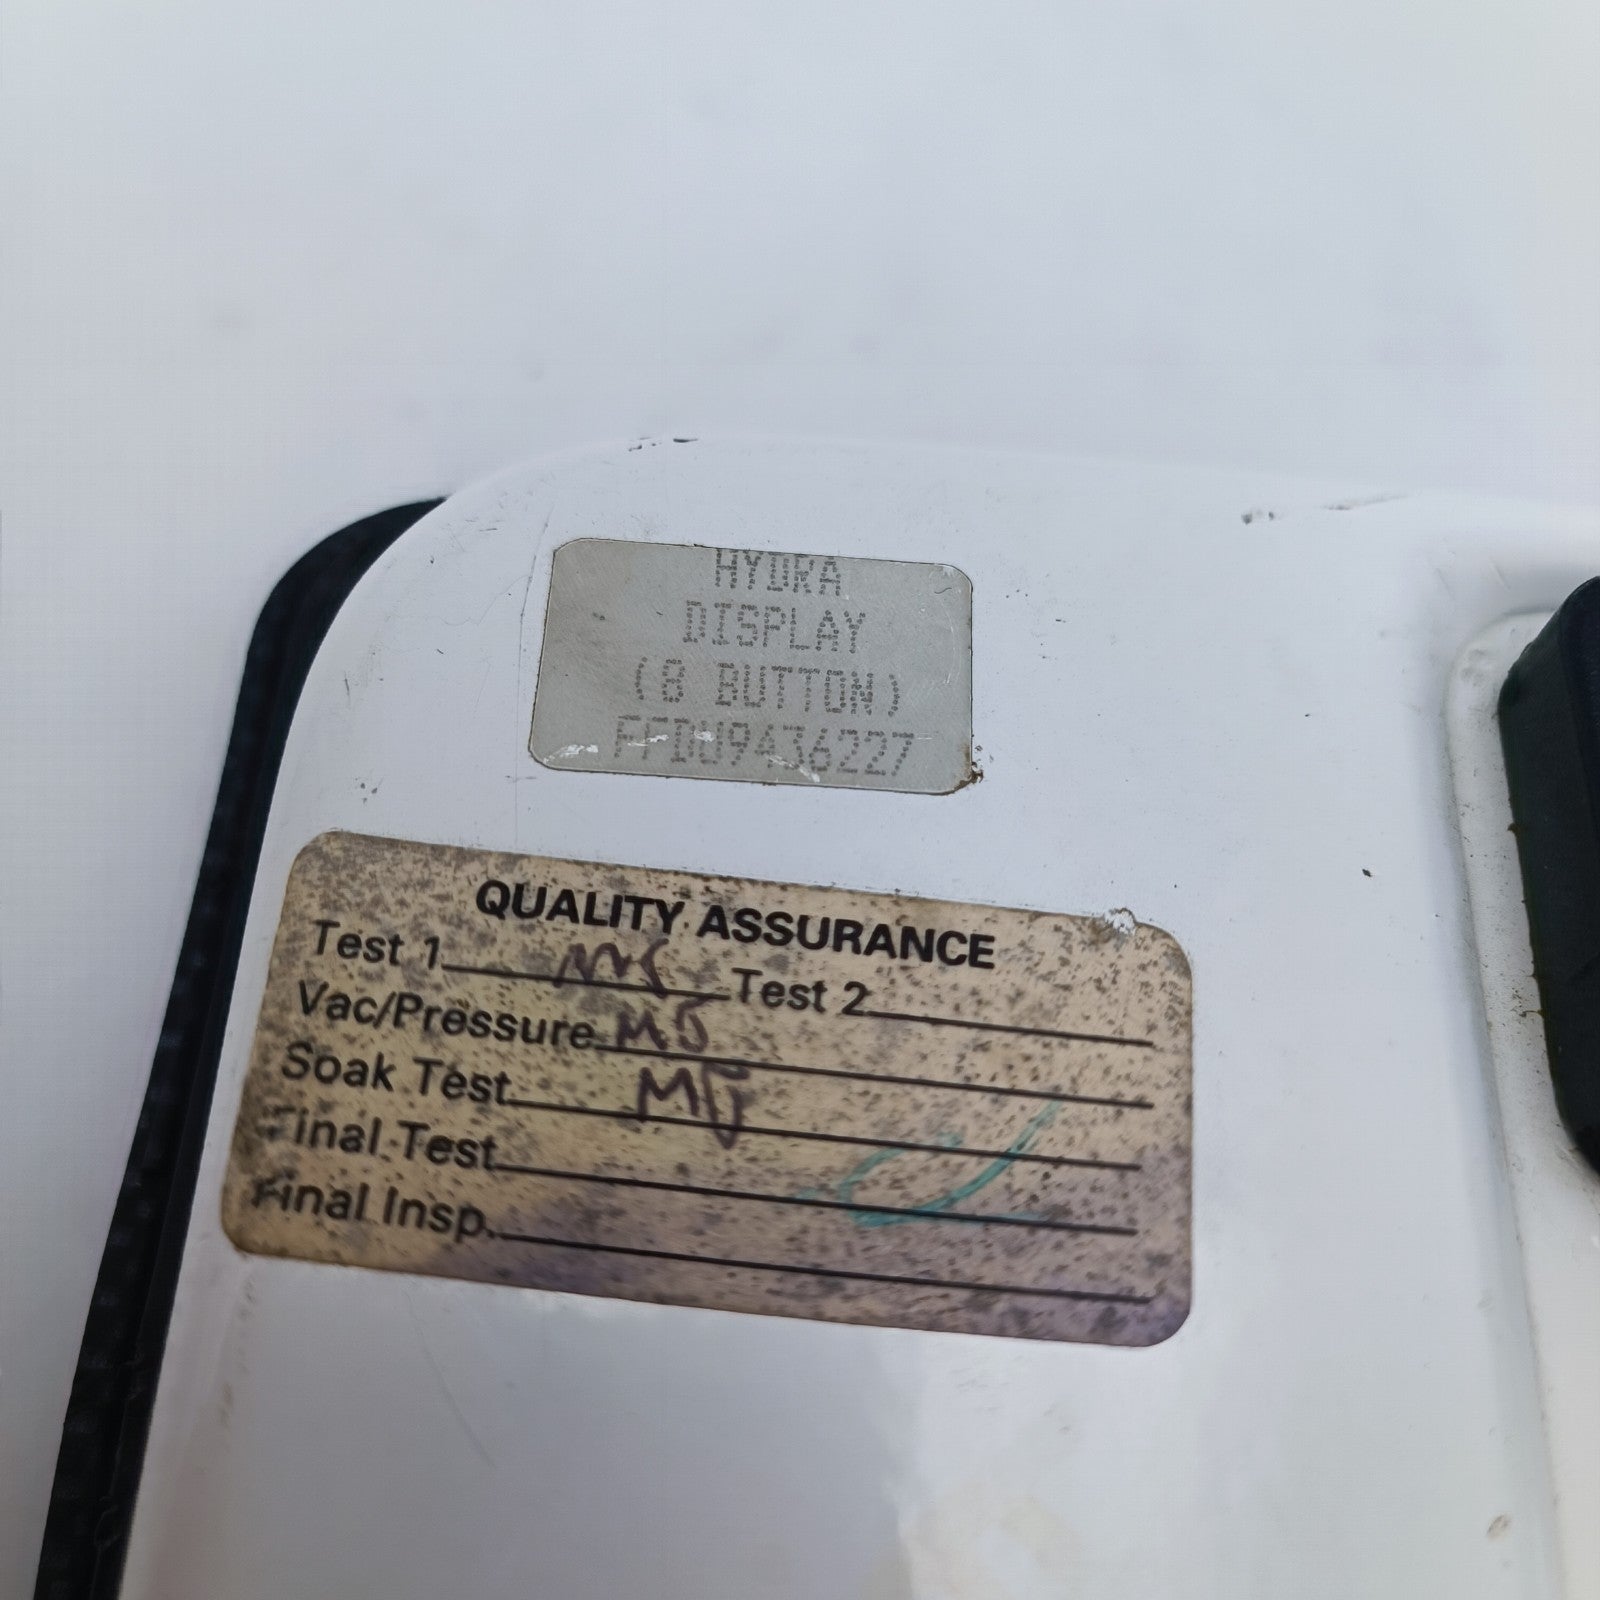 HYDRA
DISPLAY
(8 BUTTON)
QUALITY ASSURANCE
Test 1 Test 2
Vac/Pressure
Soak Test
Final Test
Final Insp.